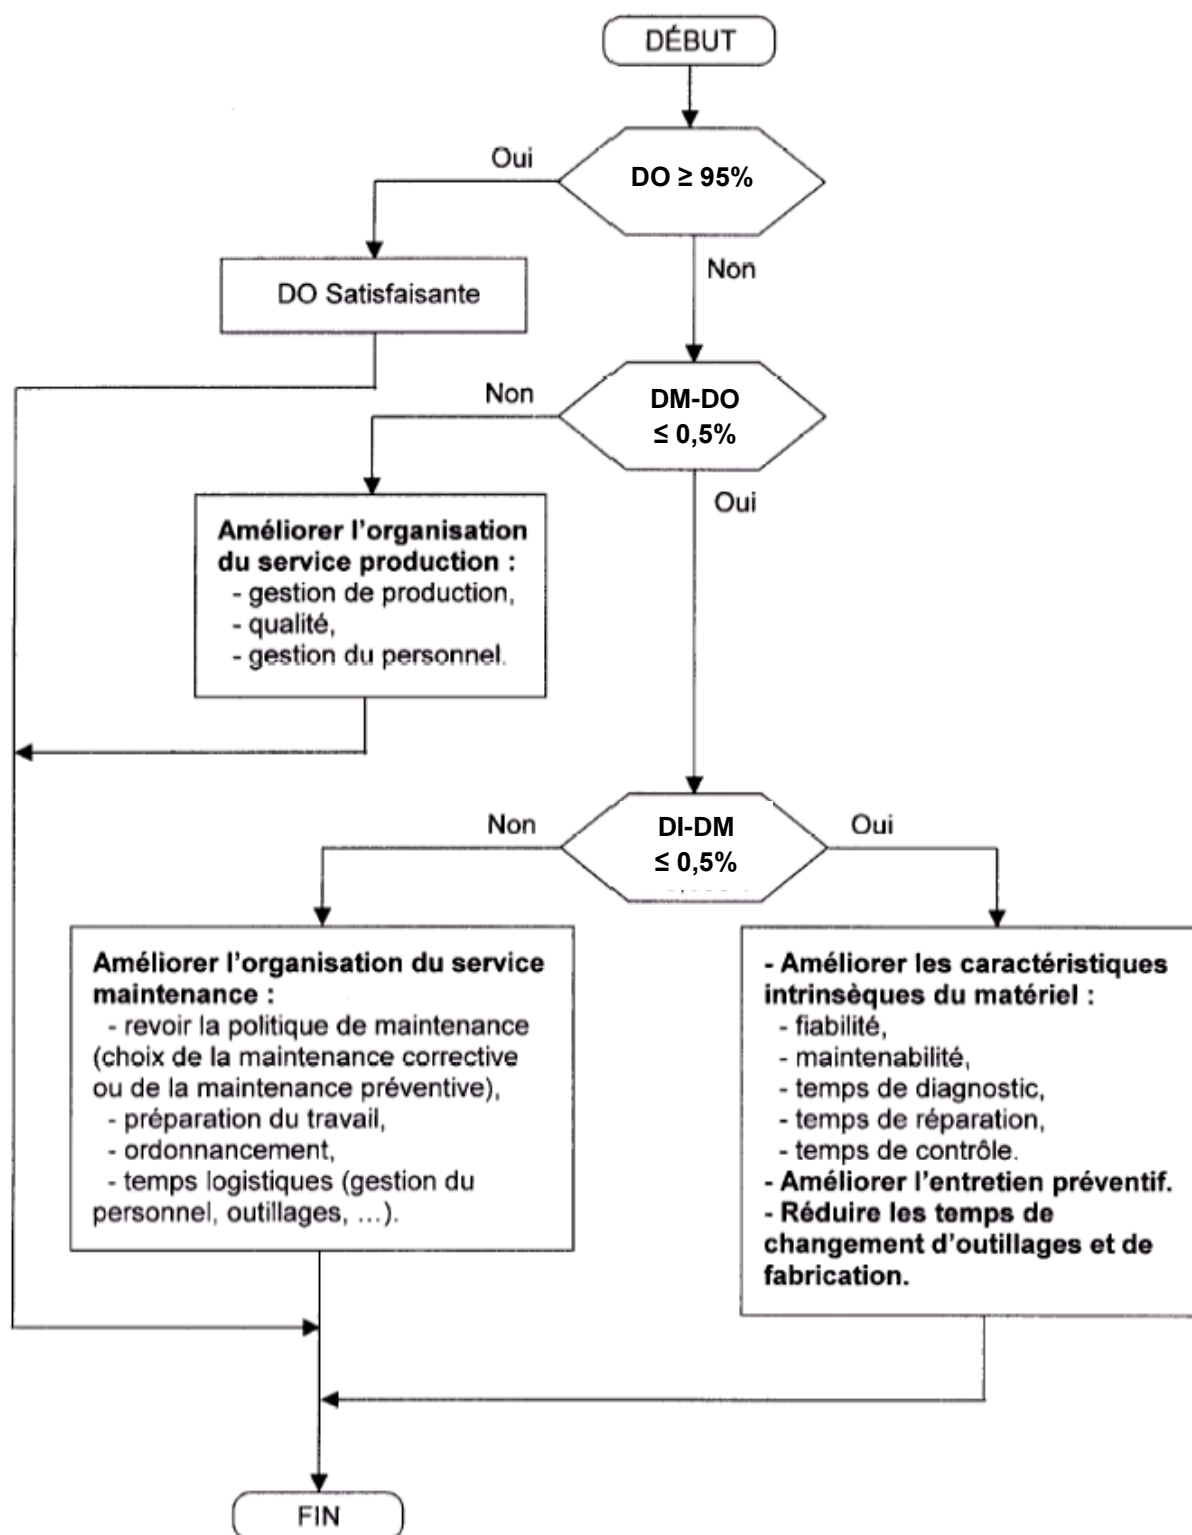 DÉBUT
Oui
DO ≥ 95%
Non
DO Satisfaisante
Non
DM-DO
≤ 0,5%
Oui
Améliorer l'organisation
du service production :
- gestion de production,
- qualité,
- gestion du personnel.
Non
DI-DM
≤ 0,5%
Oui
Améliorer l'organisation du service
maintenance :
- revoir la politique de maintenance
(choix de la maintenance corrective
ou de la maintenance préventive),
- préparation du travail,
- ordonnancement,
- temps logistiques (gestion du
personnel, outillages, ...).
- Améliorer les caractéristiques
intrinsèques du matériel :
- fiabilité,
- maintenabilité,
- temps de diagnostic,
- temps de réparation,
- temps de contrôle.
- Améliorer l'entretien préventif.
- Réduire les temps de
changement d'outillages et de
fabrication.
FIN